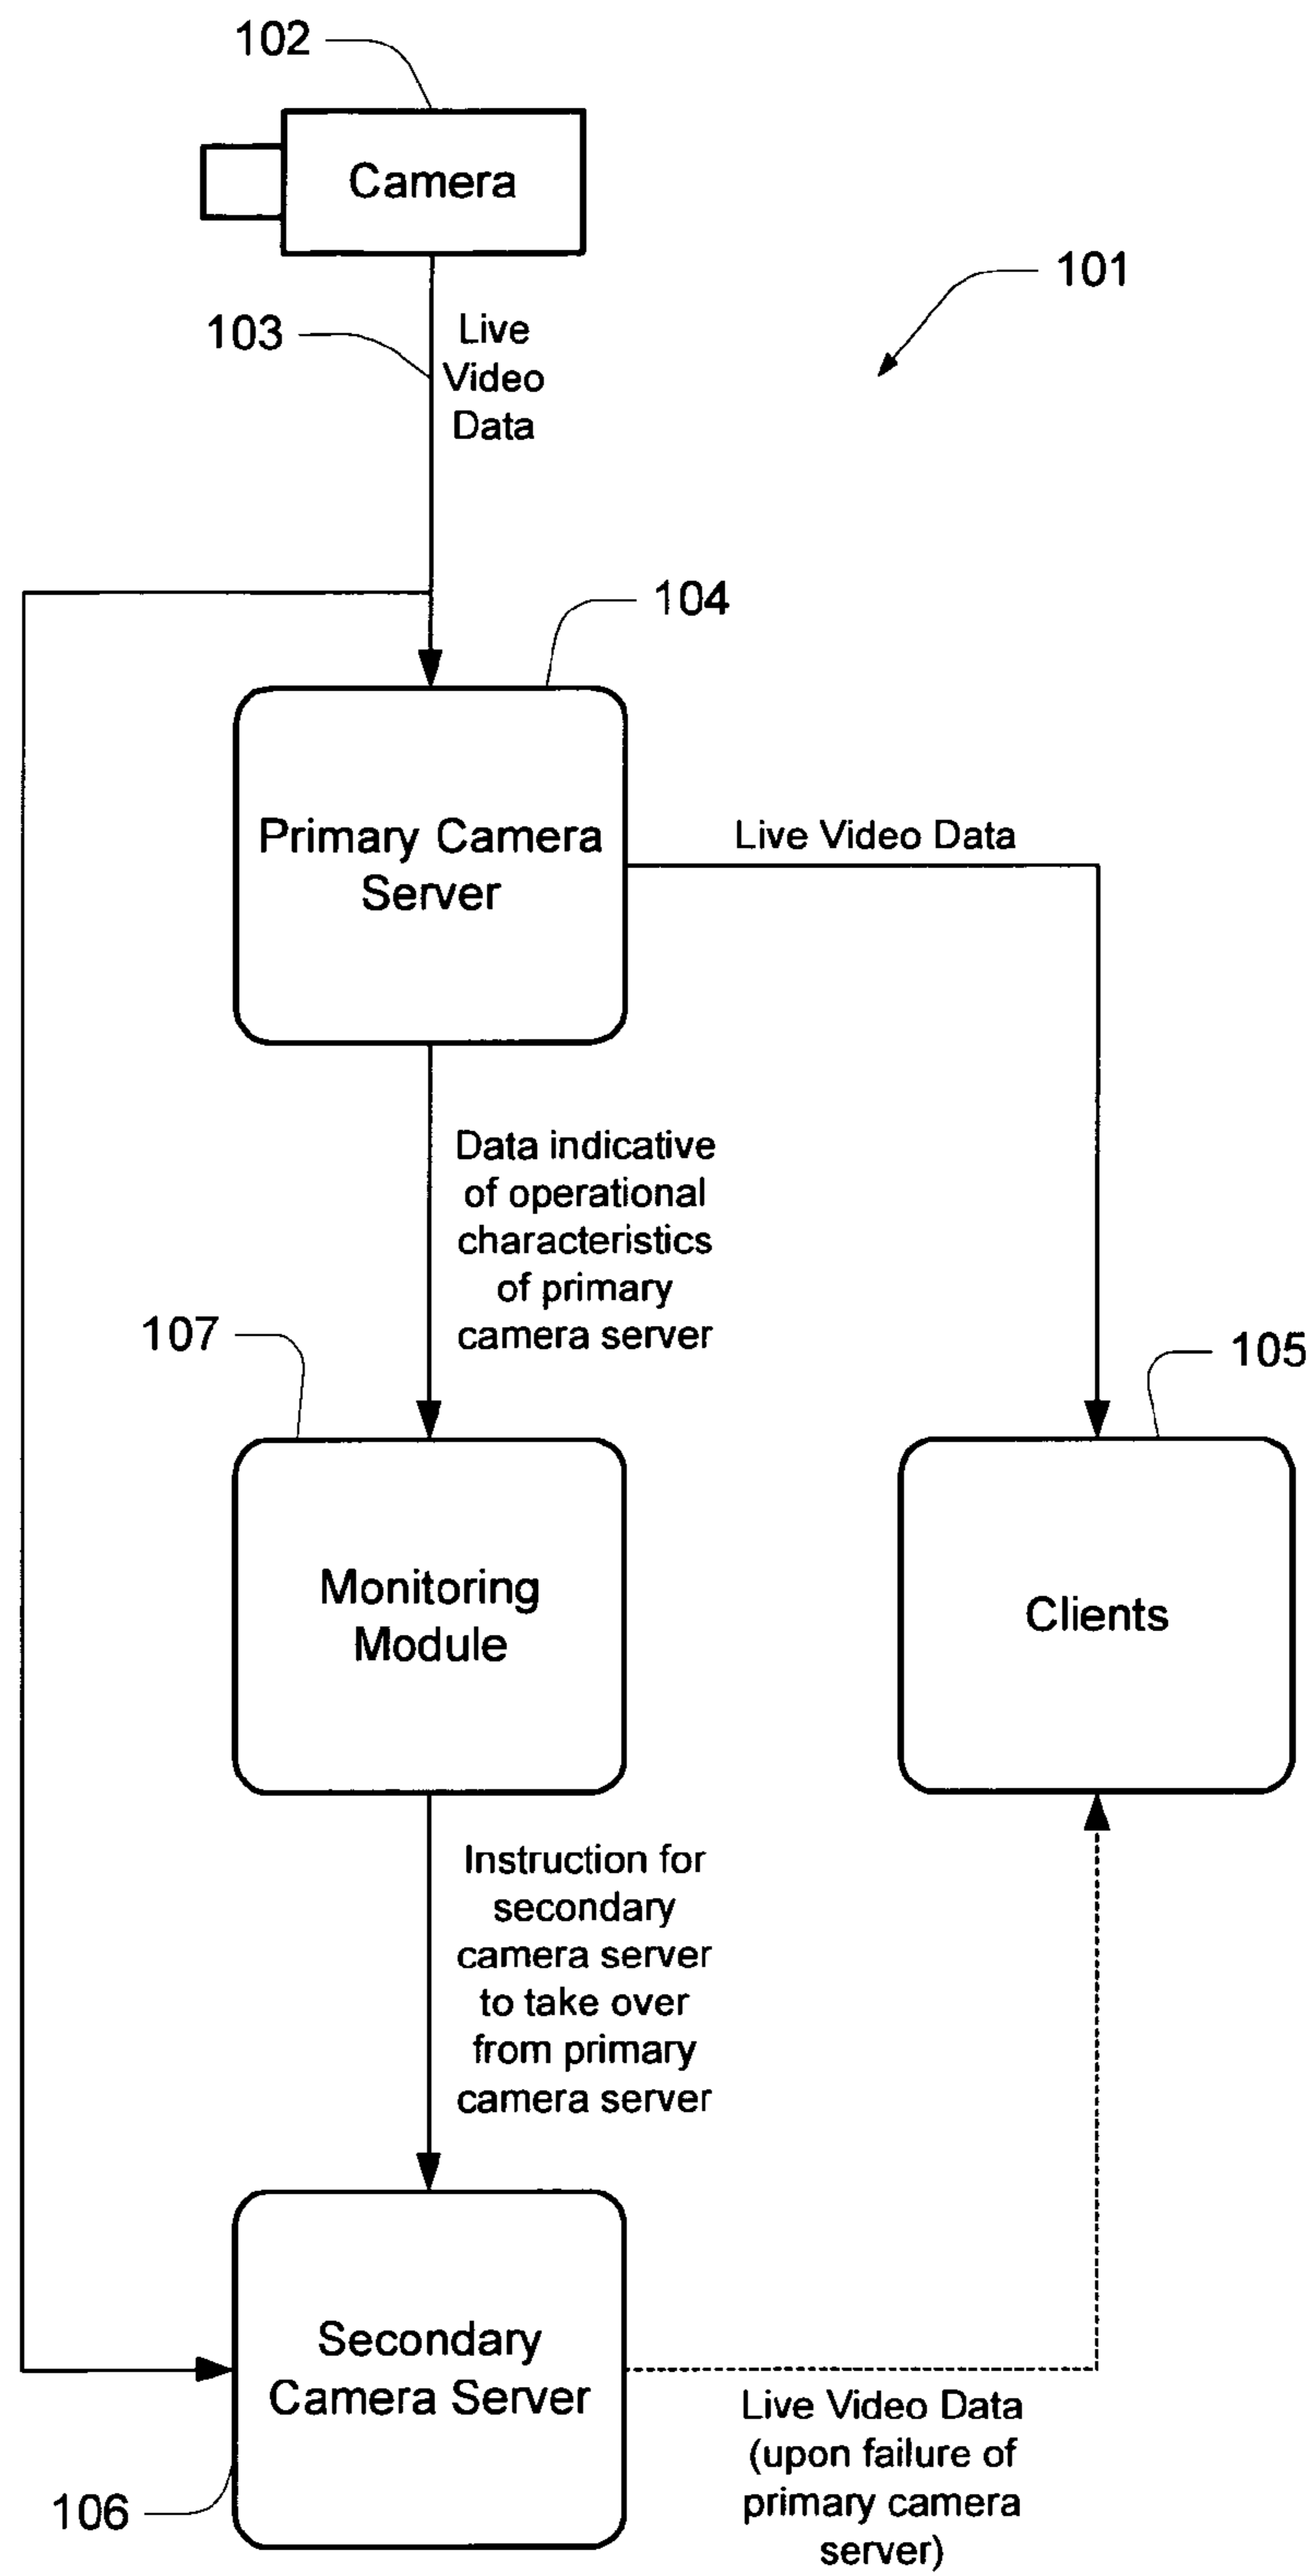 102
Camera
101
103
Live
Video
Data
104
Primary Camera
Server
Live Video Data
Data indicative
of operational
characteristics
of primary
camera server
107
105
Monitoring
Module
Clients
Instruction for
secondary
camera server
to take over
from primary
camera server
Secondary
Camera Server
106
Live Video Data
(upon failure of
primary camera
server)